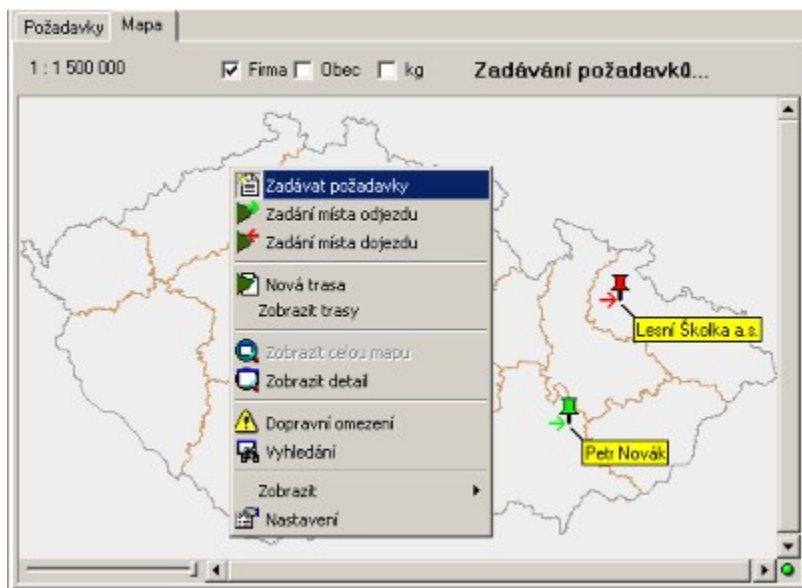 Požadavky Mapa
1 : 1 500 000 Firma Obec kg Zadávání požadavků...
Zadávat požadavky
Zadání místa odjezdu
Zadání místa dojezdu
Nová trasa
Zobrazit trasy
Zobrazit celou mapu
Zobrazit detail
Dopravní omezení
Vyhledání
Zobrazit
Nastavení
Lesní Školka a.s.
Petr Novák